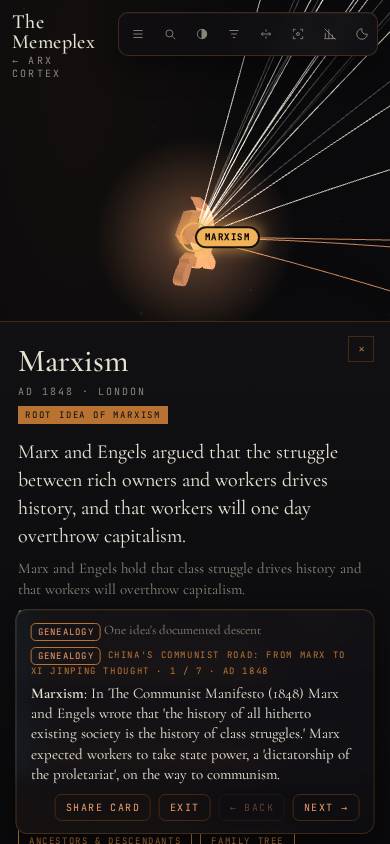 The
Memeplex
← ARX
CORTEX
MARXISM
Marxism
×
AD 1848 · LONDON
ROOT IDEA OF MARXISM
Marx and Engels argued that the struggle
between rich owners and workers drives
history, and that workers will one day
overthrow capitalism.
Marx and Engels hold that class struggle drives history and
that workers will overthrow capitalism.
GENEALOGY One idea's documented descent
GENEALOGY CHINA'S COMMUNIST ROAD: FROM MARX TO
XI JINPING THOUGHT · 1 / 7 · AD 1848
Marxism: In The Communist Manifesto (1848) Marx
and Engels wrote that 'the history of all hitherto
existing society is the history of class struggles.' Marx
expected workers to take state power, a 'dictatorship of
the proletariat', on the way to communism.
SHARE CARD EXIT ← BACK NEXT →
ANCESTORS & DESCENDANTS FAMILY TREE